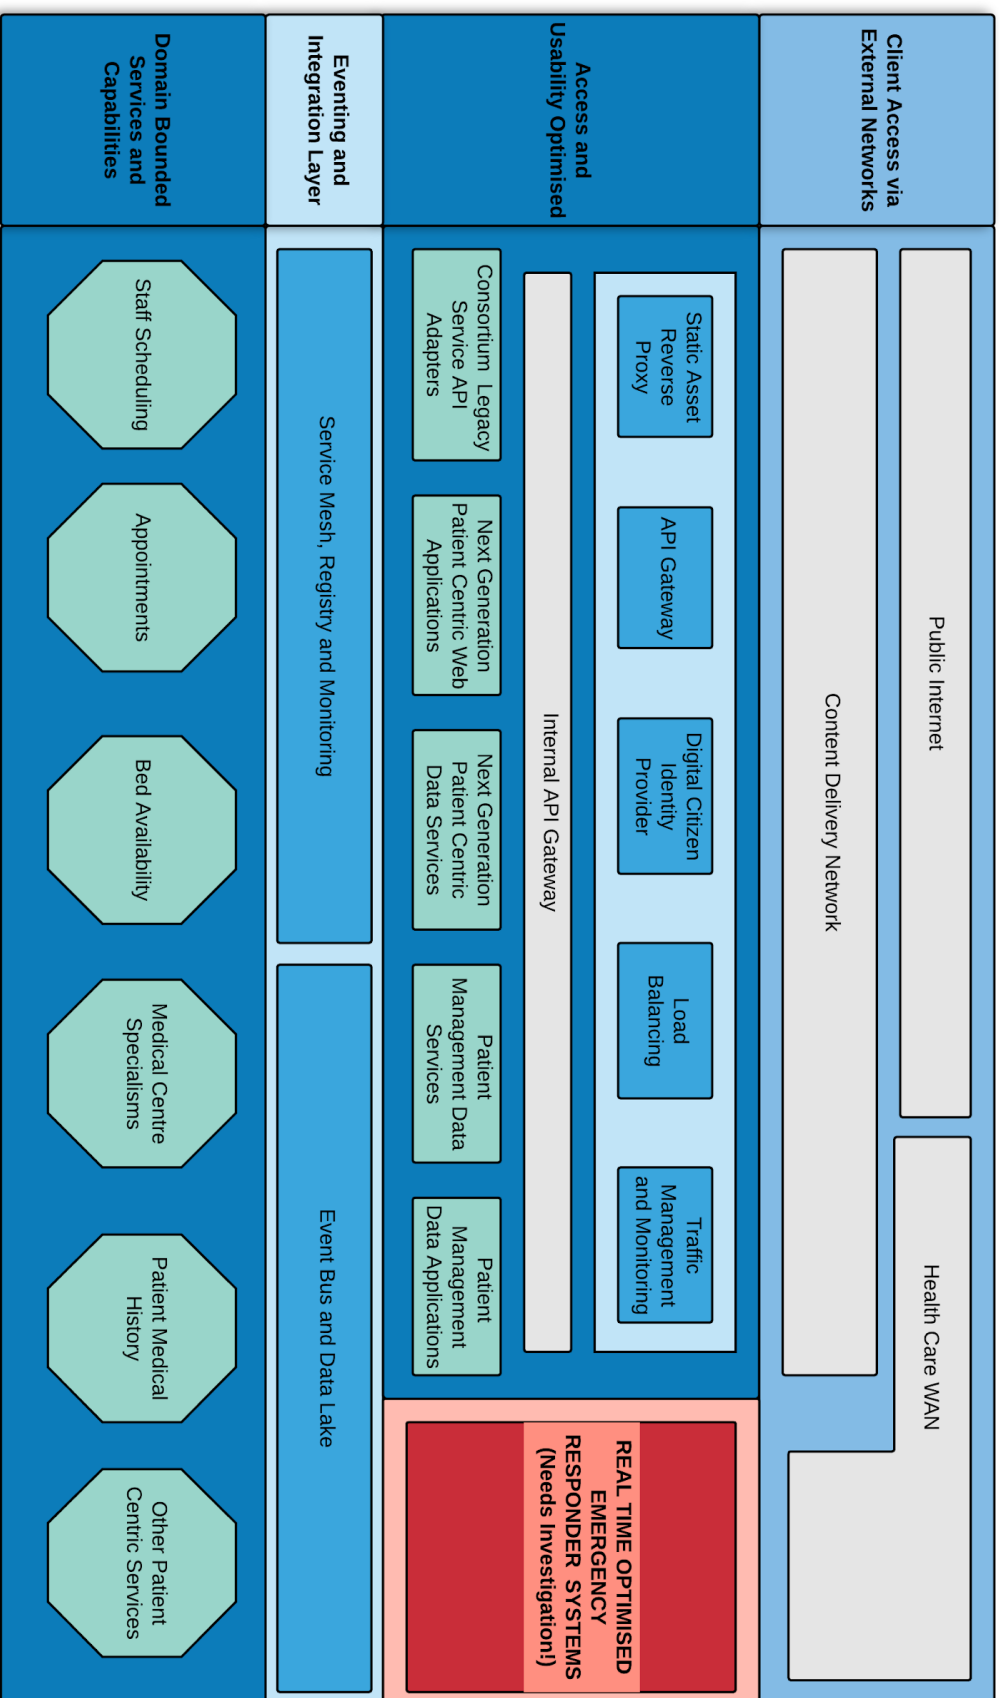 Client Access via
External Networks
Public Internet
Health Care WAN
Content Delivery Network
Access and
Usability Optimised
Static Asset
Reverse
Proxy
API Gateway
Digital Citizen
Identity
Provider
Load
Balancing
Traffic
Management
and Monitoring
Internal API Gateway
Consortium Legacy
Service API
Adapters
Next Generation
Patient Centric Web
Applications
Next Generation
Patient Centric
Data Services
Patient
Management Data
Services
Patient
Management
Data Applications
REAL TIME OPTIMISED
EMERGENCY
RESPONDER SYSTEMS
(Needs Investigation!)
Eventing and
Integration Layer
Service Mesh, Registry and Monitoring
Event Bus and Data Lake
Domain Bounded
Services and
Capabilities
Staff Scheduling
Appointments
Bed Availability
Medical Centre
Specialisms
Patient Medical
History
Other Patient
Centric Services